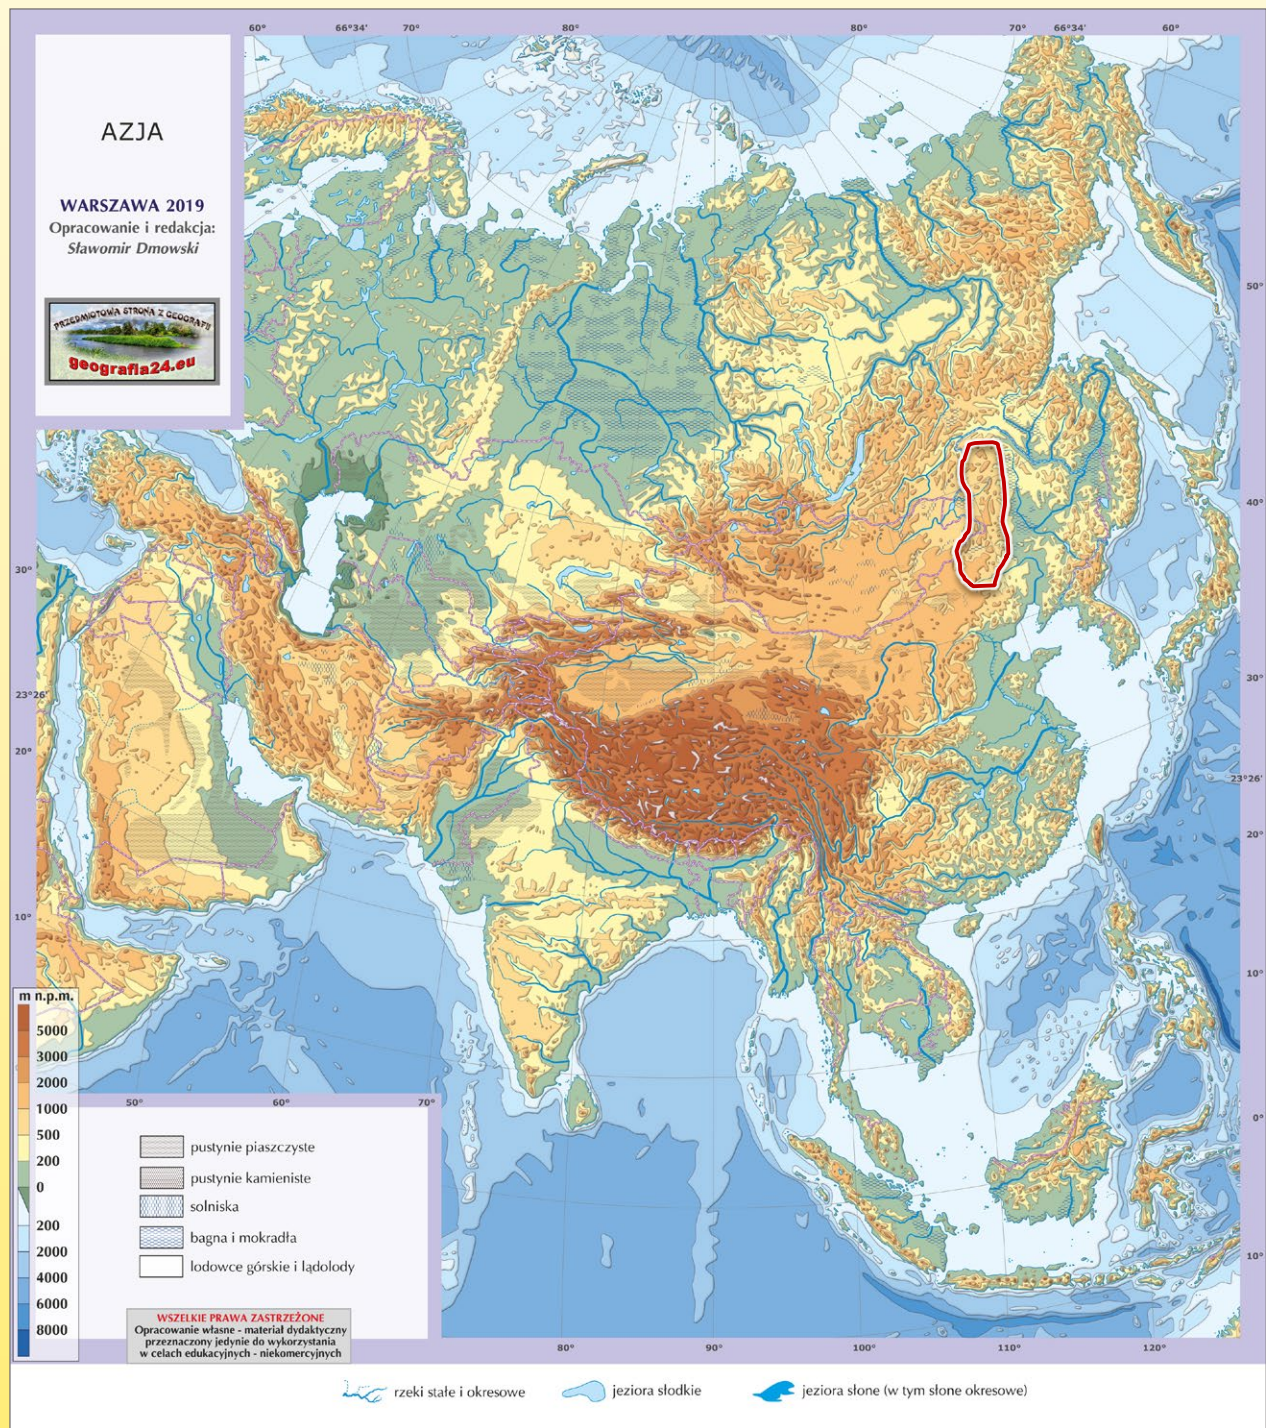 60° 66°34' 70° 80° 80° 70° 66°34' 60°
AZJA
WARSZAWA 2019
Opracowanie i redakcja:
Sławomir Dmowski
PRZEDMIOTOWA STRONA Z GEOGRAFII
geografia24.eu
50°
40°
30°
30°
23°26'
20°
10°
30°
23°26'
20°
10°
0°
10°
m n.p.m.
5000
3000
2000
1000
500
200
0
200
2000
4000
6000
8000
50° 60° 70°
pustynie piaszczyste
pustynie kamieniste
solniska
bagna i mokradła
lodowce górskie i lądolody
WSZELKIE PRAWA ZASTRZEŻONE
Opracowanie własne - materiał dydaktyczny
przeznaczony jedynie do wykorzystania
w celach edukacyjnych - niekomercyjnych
80° 90° 100° 110° 120°
rzeki stałe i okresowe
jeziora słodkie
jeziora słone (w tym słone okresowe)